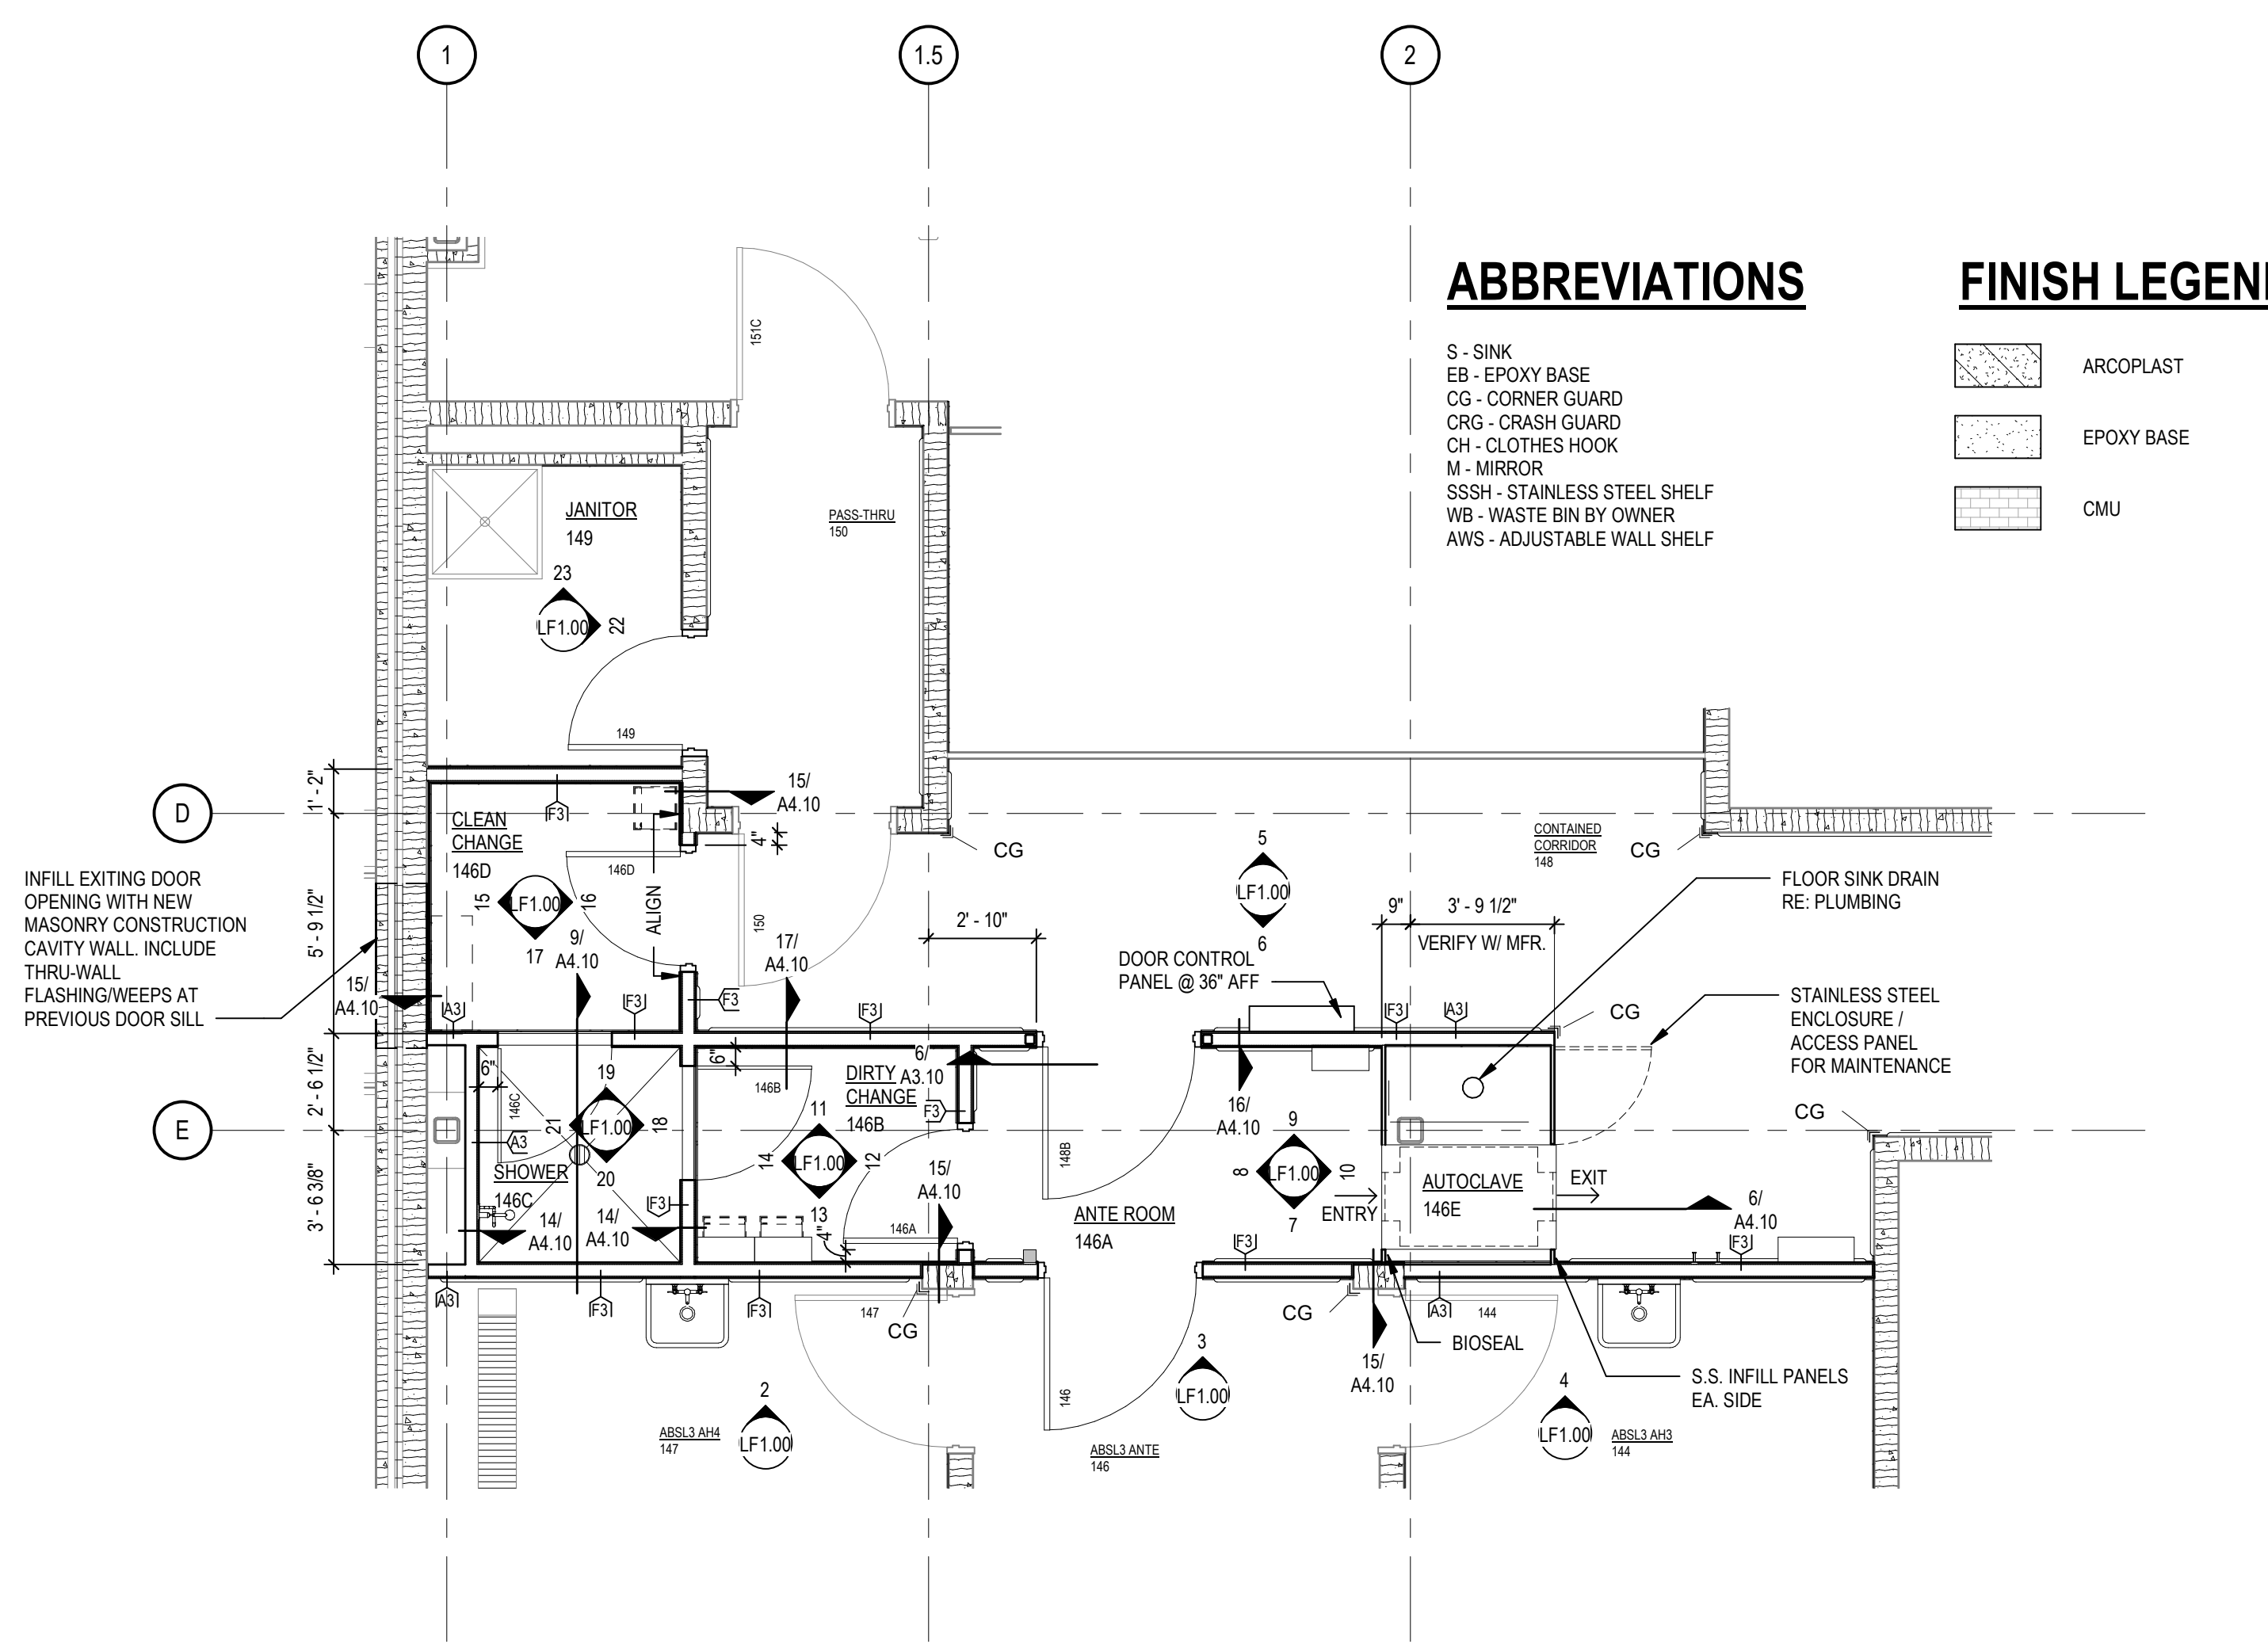 1
1.5
2
ABBREVIATIONS
S - SINK
EB - EPOXY BASE
CG - CORNER GUARD
CRG - CRASH GUARD
CH - CLOTHES HOOK
M - MIRROR
SSSH - STAINLESS STEEL SHELF
WB - WASTE BIN BY OWNER
AWS - ADJUSTABLE WALL SHELF
FINISH LEGEN
ARCOPLAST
EPOXY BASE
CMU
151C
JANITOR
149
PASS-THRU
150
23
LF1.00
22
149
1' - 2"
D
15/
A4.10
F3
CLEAN
CHANGE
146D
4"
146D
15
LF1.00
16
17
ALIGN
150
CG
5
LF1.00
6
CONTAINED
CORRIDOR
148
CG
INFILL EXITING DOOR
OPENING WITH NEW
MASONRY CONSTRUCTION
CAVITY WALL. INCLUDE
THRU-WALL
FLASHING/WEEPS AT
PREVIOUS DOOR SILL
5' - 9 1/2"
9/
A4.10
17/
A4.10
2' - 10"
9"
3' - 9 1/2"
VERIFY W/ MFR.
FLOOR SINK DRAIN
RE: PLUMBING
DOOR CONTROL
PANEL @ 36" AFF
15/
A4.10
A3
F3
F3
F3
F3
A3
CG
STAINLESS STEEL
ENCLOSURE /
ACCESS PANEL
FOR MAINTENANCE
2' - 6 1/2"
6"
146C
19
21
LF1.00
18
20
6"
146B
6/
A3.10
DIRTY
CHANGE
146B
F3
11
14
LF1.00
12
13
16/
A4.10
CG
E
A3
SHOWER
146C
148B
9
8
LF1.00
10
7
ENTRY
AUTOCLAVE
146E
EXIT
6/
A4.10
3' - 6 3/8"
14/
A4.10
14/
A4.10
F3
4"
146A
15/
A4.10
ANTE ROOM
146A
F3
F3
A3
F3
F3
147
CG
146
CG
A3
144
BIOSEAL
15/
A4.10
S.S. INFILL PANELS
EA. SIDE
2
LF1.00
ABSL3 AH4
147
3
LF1.00
ABSL3 ANTE
146
4
LF1.00
ABSL3 AH3
144